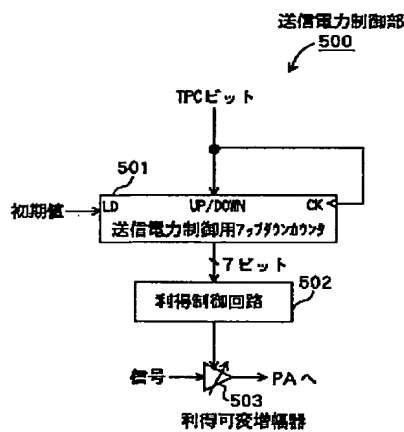 送信電力制御部
500
TPCビット
501
初期値
LD
UP/DOWN
CK
送信電力制御用アップダウンカウンタ
7ビット
502
利得制御回路
信号
PAへ
503
利得可変増幅器